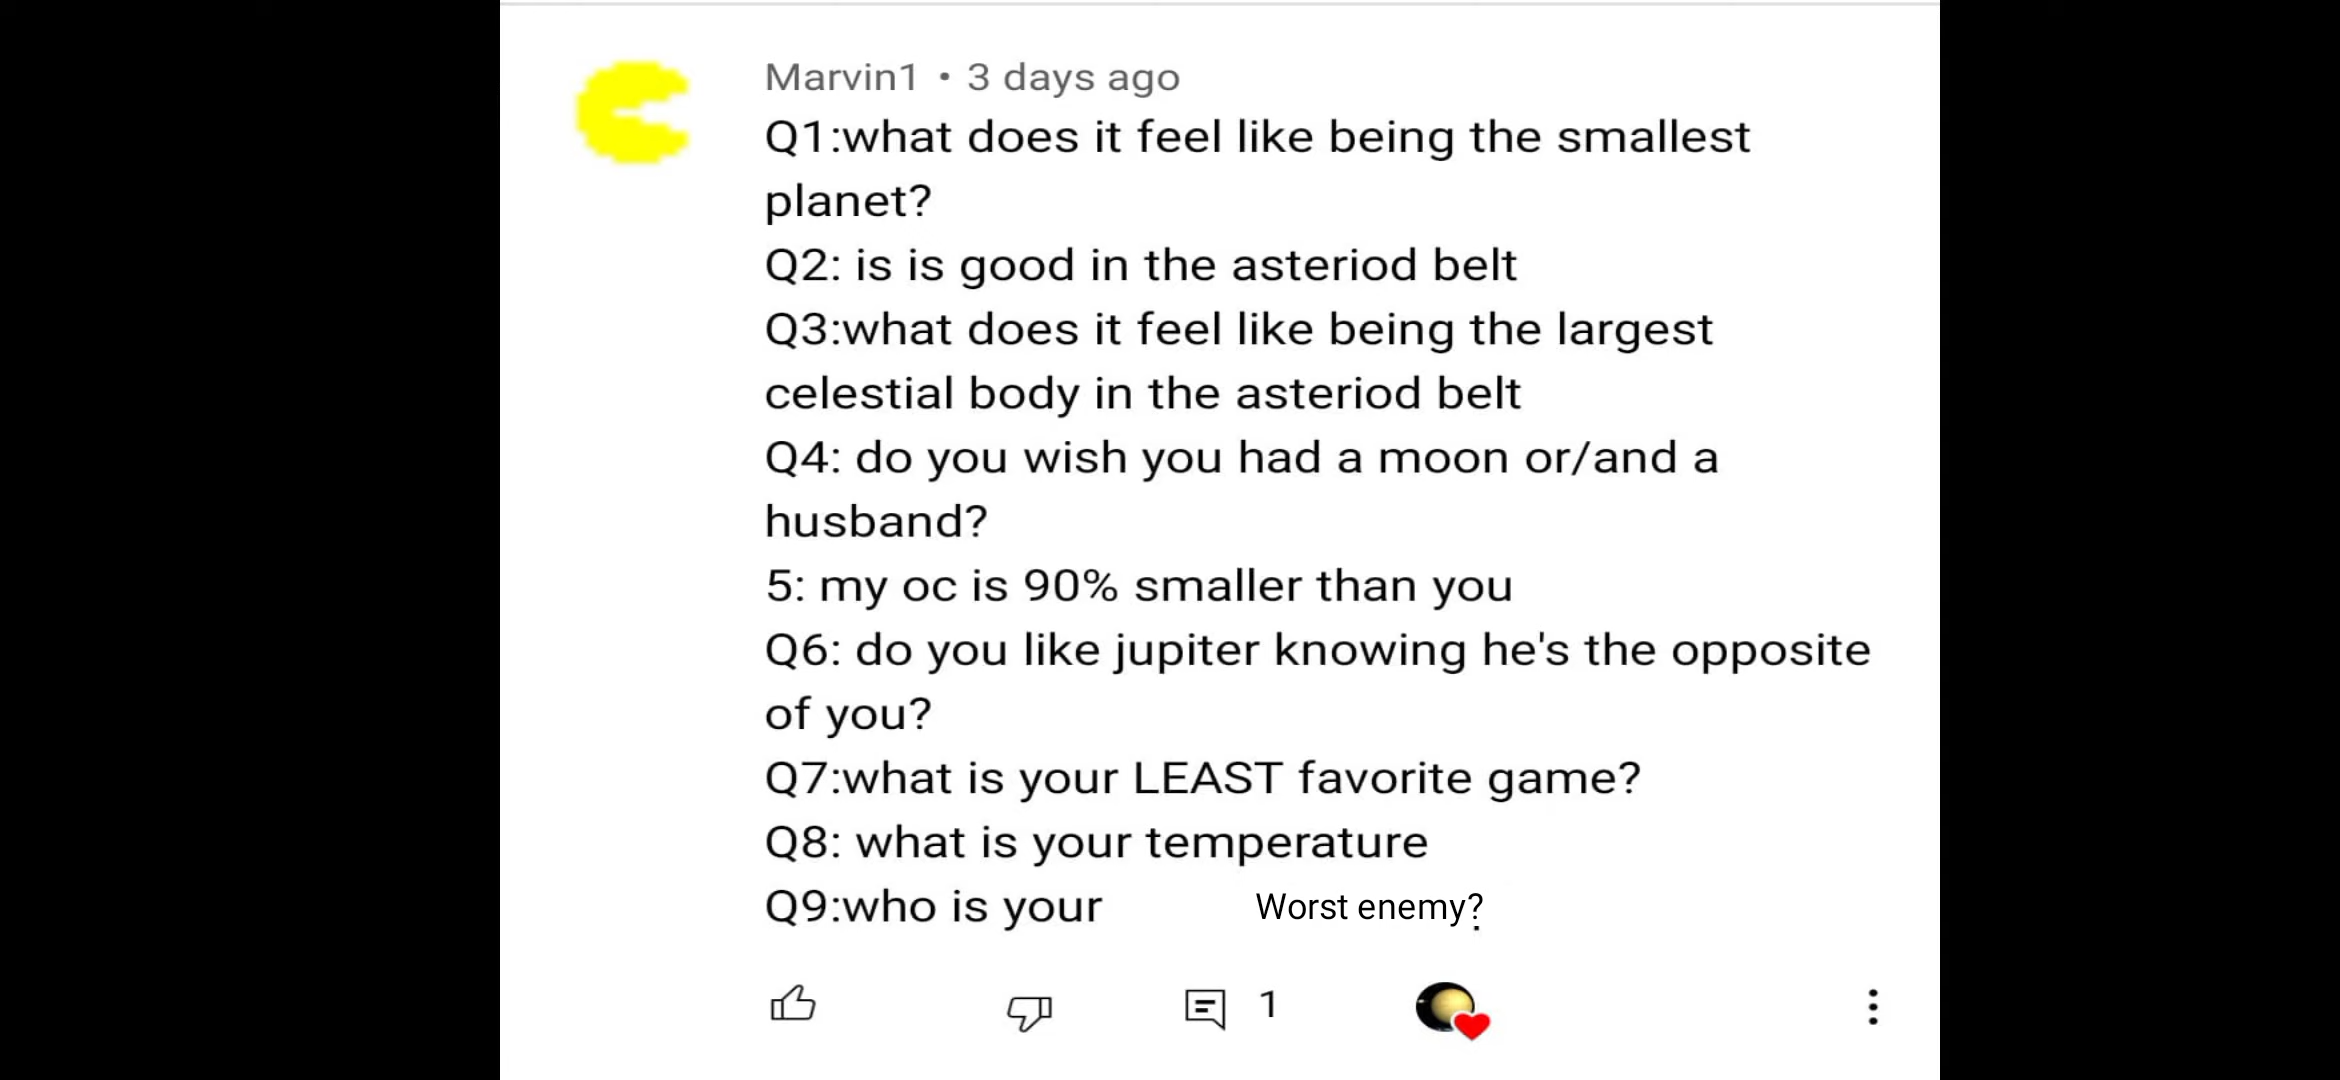 Marvin1 • 3 days ago
Q1:what does it feel like being the smallest
planet?
Q2: is is good in the asteriod belt
Q3:what does it feel like being the largest
celestial body in the asteriod belt
Q4: do you wish you had a moon or/and a
husband?
5: my oc is 90% smaller than you
Q6: do you like jupiter knowing he's the opposite
of you?
Q7:what is your LEAST favorite game?
Q8: what is your temperature
Q9:who is your Worst enemy?
1